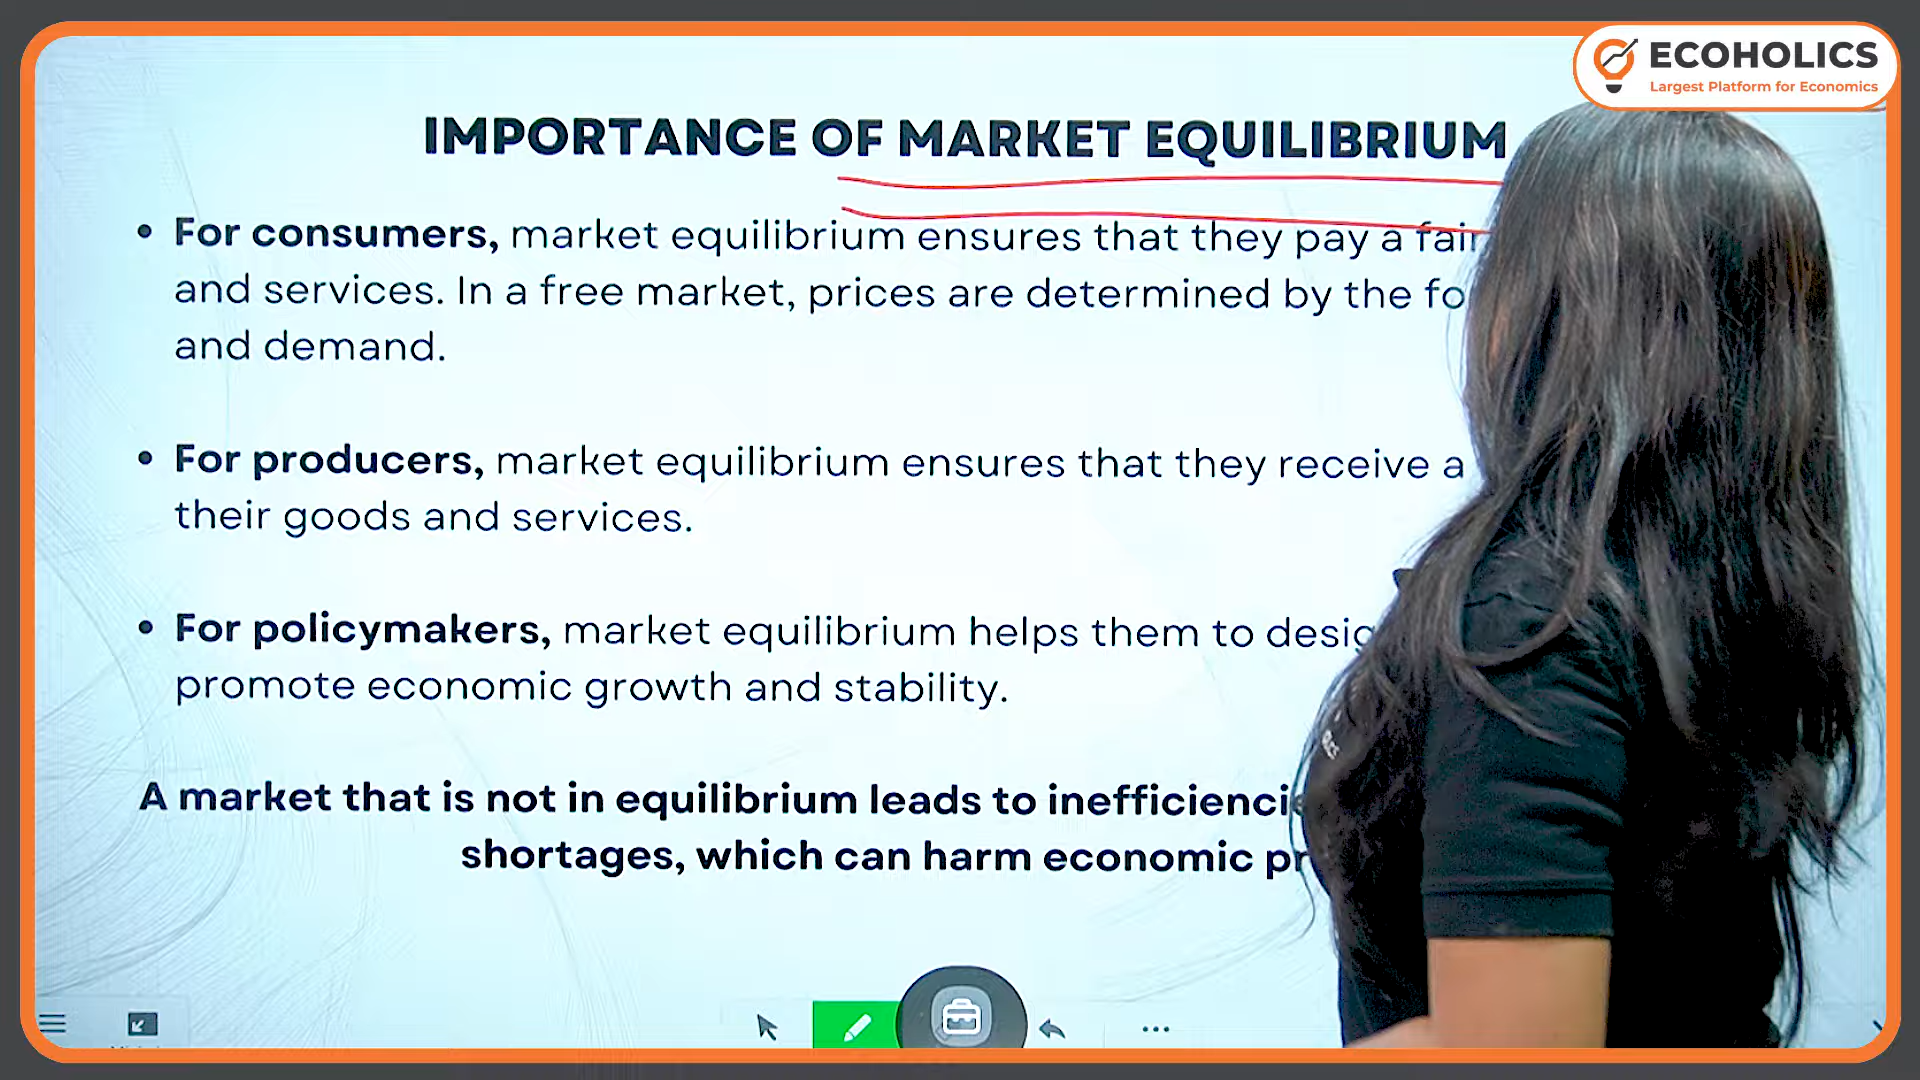 ECOHOLICS
Largest Platform for Economics
IMPORTANCE OF MARKET EQUILIBRIUM
• For consumers, market equilibrium ensures that they pay a fair
and services. In a free market, prices are determined by the
and demand.
• For producers, market equilibrium ensures that they receive a
their goods and services.
• For policymakers, market equilibrium helps them to
promote economic growth and stability.
A market that is not in equilibrium leads to
shortages, which can harm economic